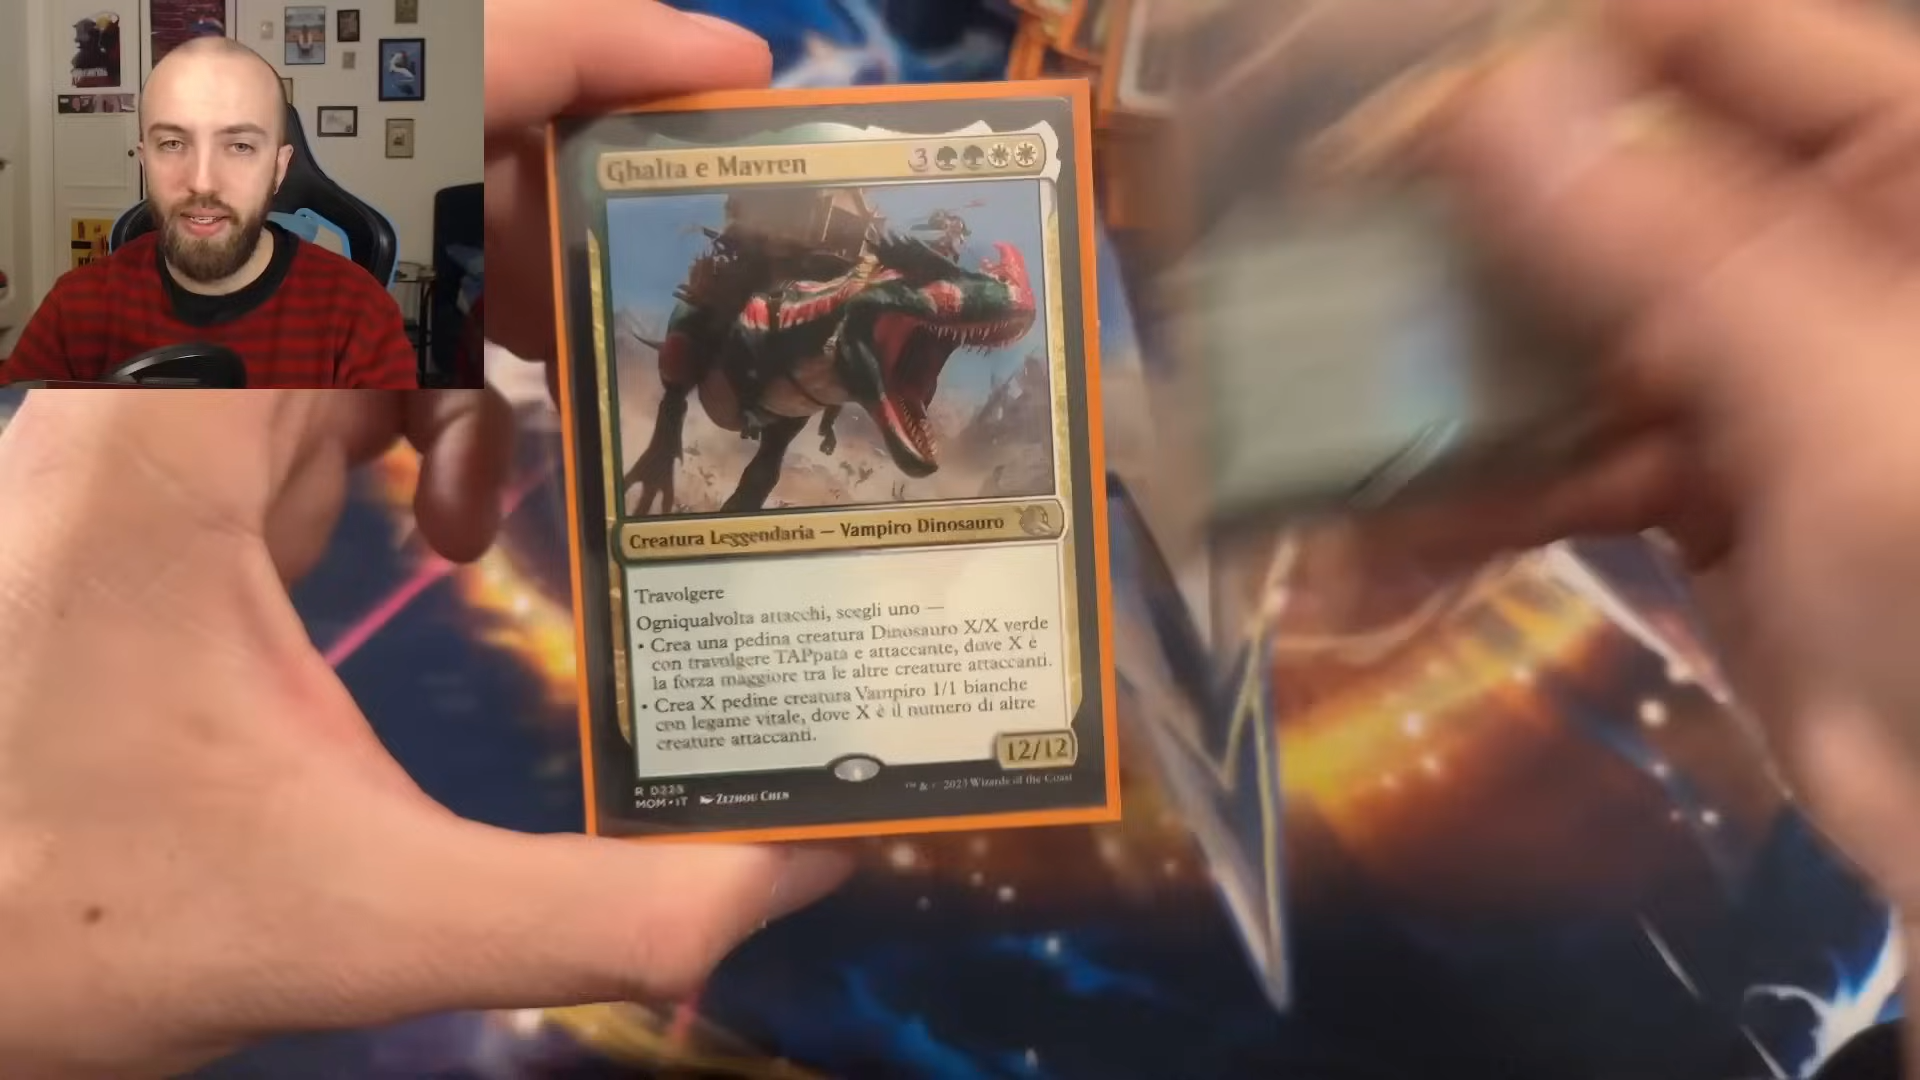 Ghalta e Mavren
3
Creatura Leggendaria — Vampiro Dinosauro
Travolgere
Ogniqualvolta attacchi, scegli uno —
• Crea una pedina creatura Dinosauro X/X verde
con travolgere TAPpata e attaccante, dove X è
la forza maggiore tra le altre creature attaccanti.
• Crea X pedine creatura Vampiro 1/1 bianche
con legame vitale, dove X è il numero di altre
creature attaccanti.
12/12
R 0225
MOM • IT ZEZHOU CHEN
™ & © 2023 Wizards of the Coast